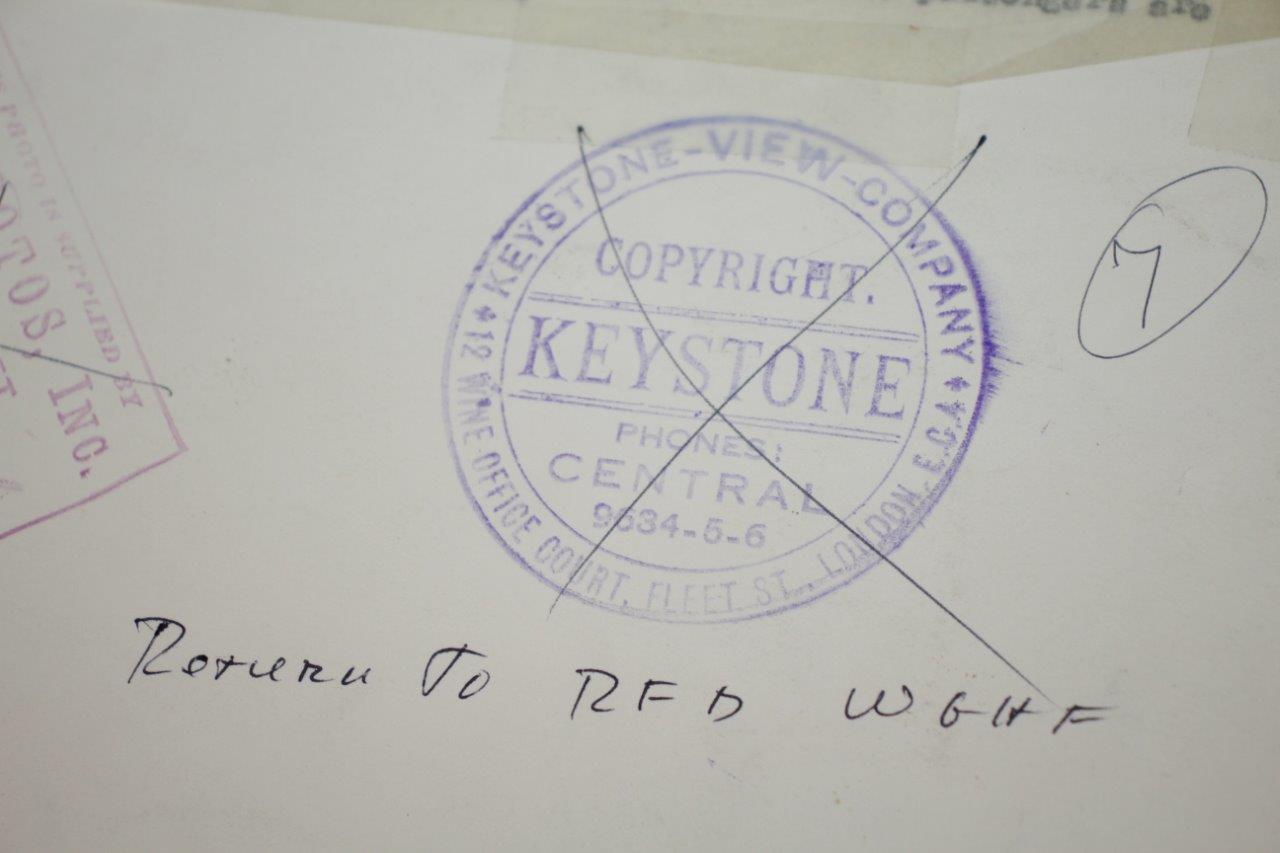 are
PHOTO IS SUPPLIED BY
OTOS, INC.
KEYSTONE-VIEW-COMPANY
COPYRIGHT.
KEYSTONE
PHONES:
CENTRAL
9634-5-6
12 WINE OFFICE COURT, FLEET ST., LONDON, E.C.4.
7
Return To RFD WGHF